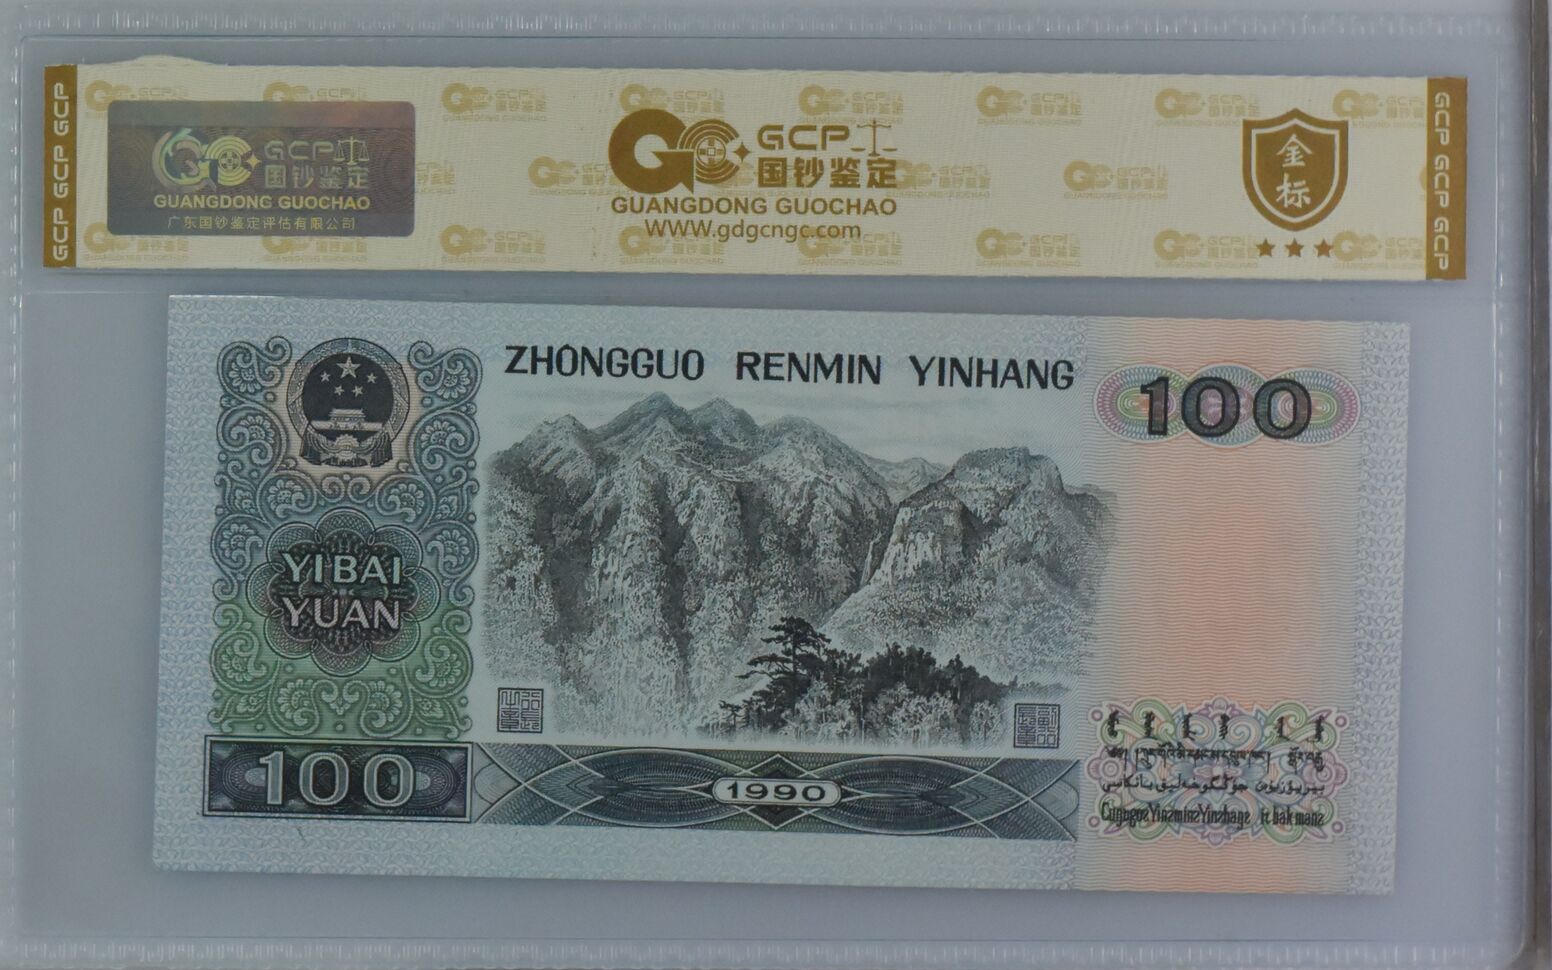 GCP GCP GCP
GCP 国钞鉴定
GUANGDONG GUOCHAO
广东国钞鉴定评估有限公司
GCP
国钞鉴定
GUANGDONG GUOCHAO
WWW.gdgcngc.com
金标
GCP GCP GCP
ZHONGGUO RENMIN YINHANG
100
YIBAI
YUAN
100
1990